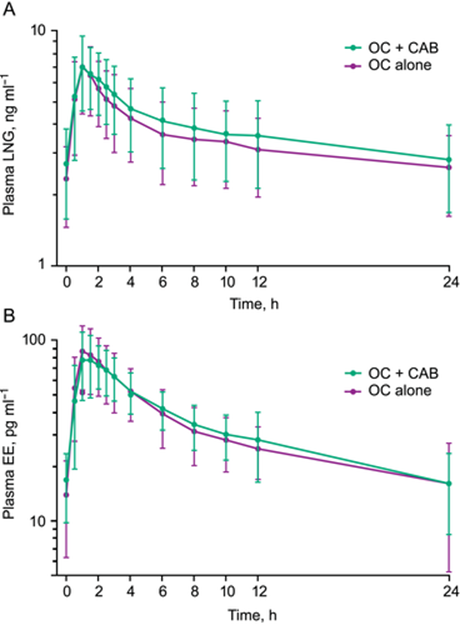 A
10
OC + CAB
OC alone
Plasma LNG, ng ml⁻¹
1
0 2 4 6 8 10 12 24
Time, h
B
100
OC + CAB
OC alone
Plasma EE, pg ml⁻¹
10
0 2 4 6 8 10 12 24
Time, h